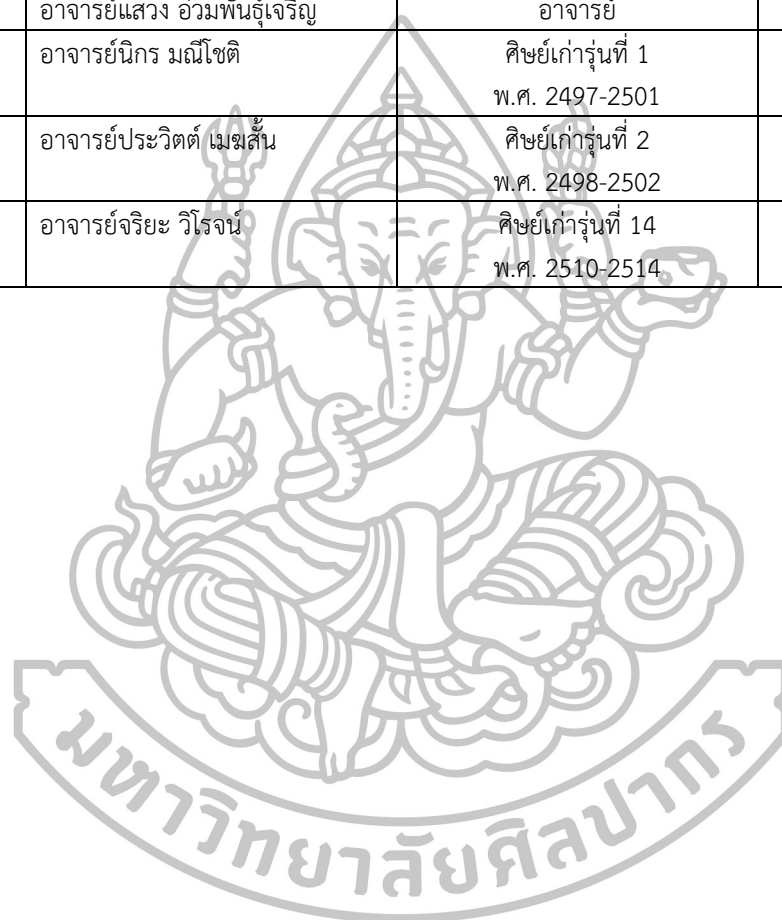 อาจารย์แสวง อ่วมพันธุ์เจริญ อาจารย์
อาจารย์นิกร มณีโชติ ศิษย์เก่ารุ่นที่ 1
พ.ศ. 2497-2501
อาจารย์ประวิตต์ เมฆสั้น ศิษย์เก่ารุ่นที่ 2
พ.ศ. 2498-2502
อาจารย์จริยะ วิโรจน์ ศิษย์เก่ารุ่นที่ 14
พ.ศ. 2510-2514
มหาวิทยาลัยศิลปากร